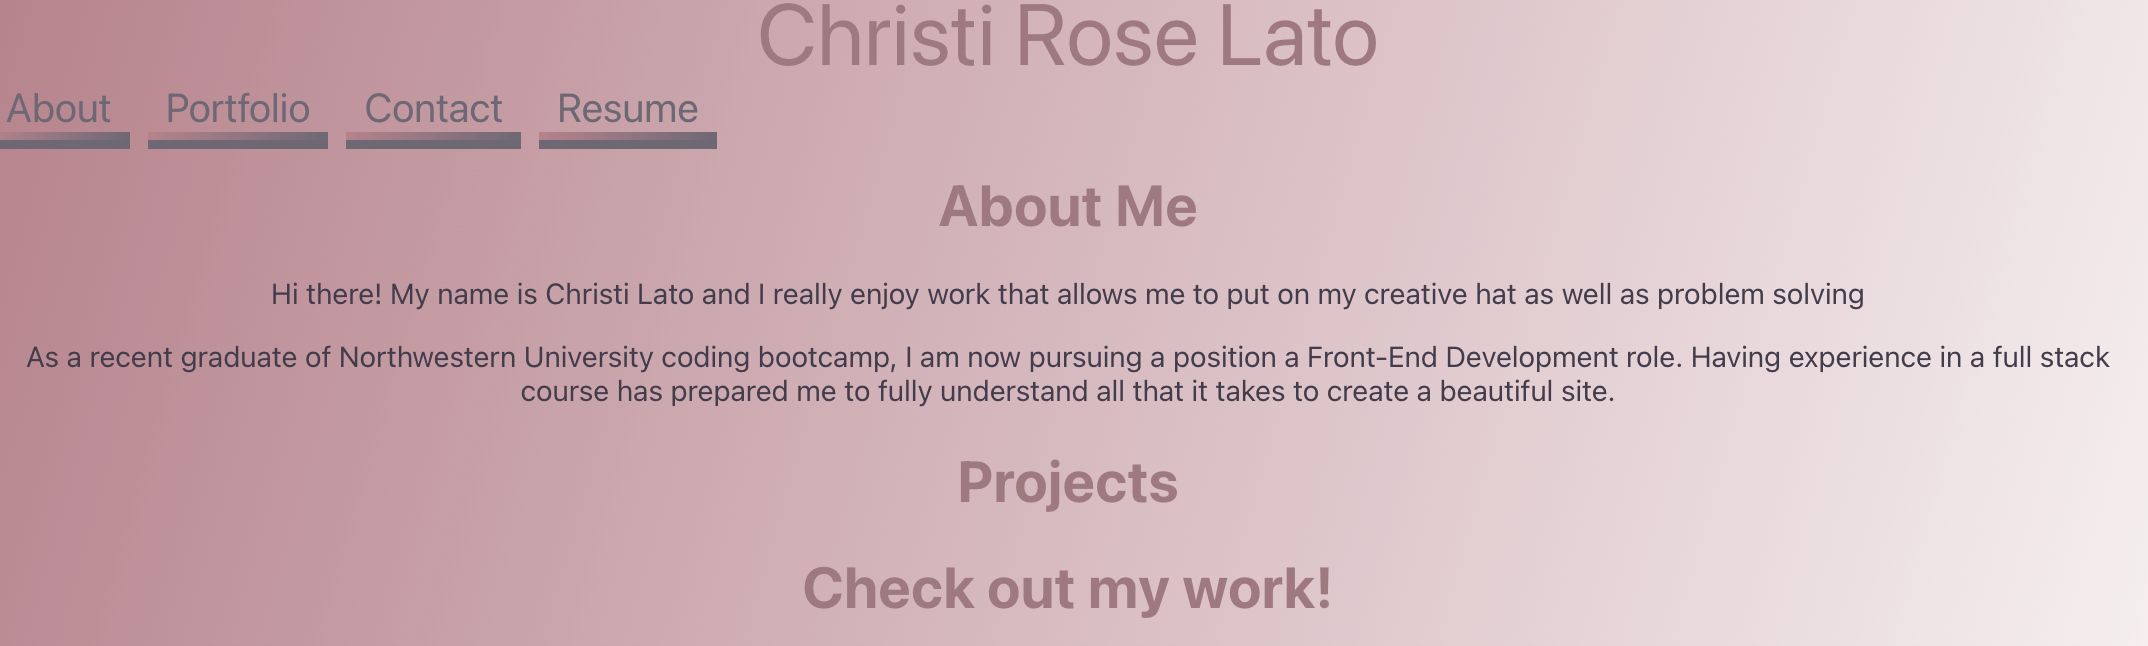 Christi Rose Lato
About Portfolio Contact Resume
About Me
Hi there! My name is Christi Lato and I really enjoy work that allows me to put on my creative hat as well as problem solving
As a recent graduate of Northwestern University coding bootcamp, I am now pursuing a position a Front-End Development role. Having experience in a full stack
course has prepared me to fully understand all that it takes to create a beautiful site.
Projects
Check out my work!